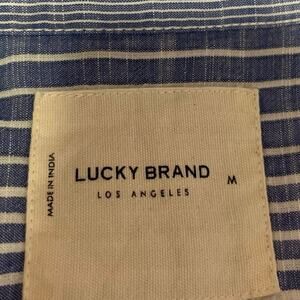 MADE IN INDIA
LUCKY BRAND
M
LOS ANGELES